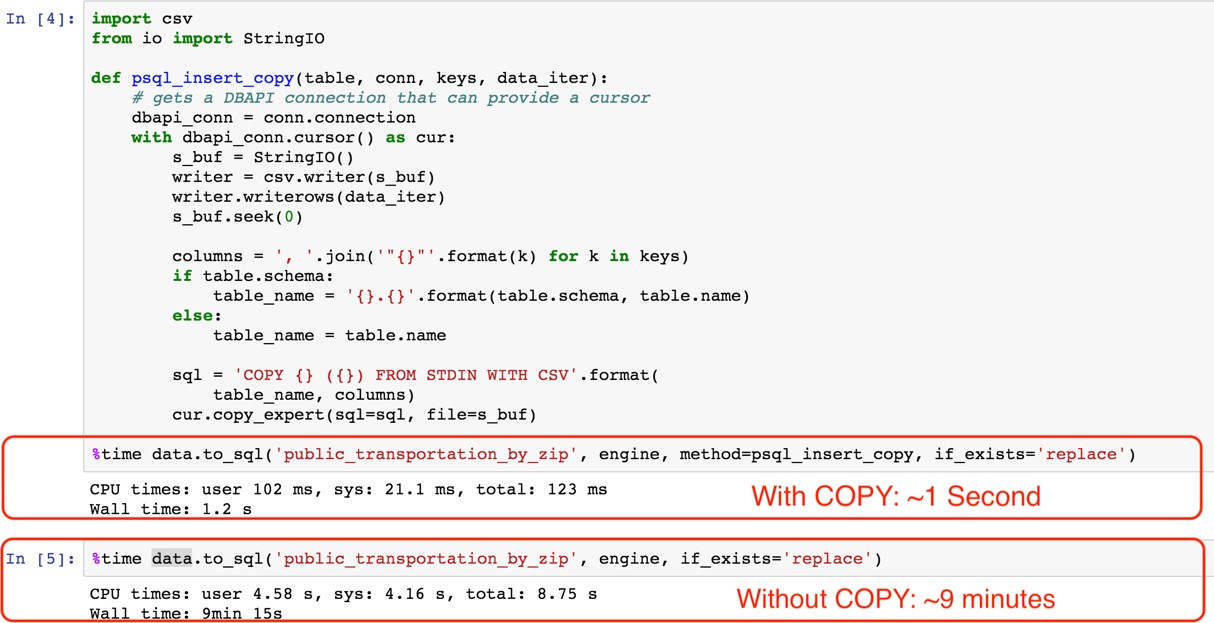 In [4]: import csv
from io import StringIO
def psql_insert_copy(table, conn, keys, data_iter):
# gets a DBAPI connection that can provide a cursor
dbapi_conn = conn.connection
with dbapi_conn.cursor() as cur:
s_buf = StringIO()
writer = csv.writer(s_buf)
writer.writerows(data_iter)
s_buf.seek(0)
columns = ', '.join('"{}"'.format(k) for k in keys)
if table.schema:
table_name = '{}.{}'.format(table.schema, table.name)
else:
table_name = table.name
sql = 'COPY {} ({}) FROM STDIN WITH CSV'.format(
table_name, columns)
cur.copy_expert(sql=sql, file=s_buf)
%time data.to_sql('public_transportation_by_zip', engine, method=psql_insert_copy, if_exists='replace')
CPU times: user 102 ms, sys: 21.1 ms, total: 123 ms
Wall time: 1.2 s
With COPY: ~1 Second
In [5]: %time data.to_sql('public_transportation_by_zip', engine, if_exists='replace')
CPU times: user 4.58 s, sys: 4.16 s, total: 8.75 s
Wall time: 9min 15s
Without COPY: ~9 minutes